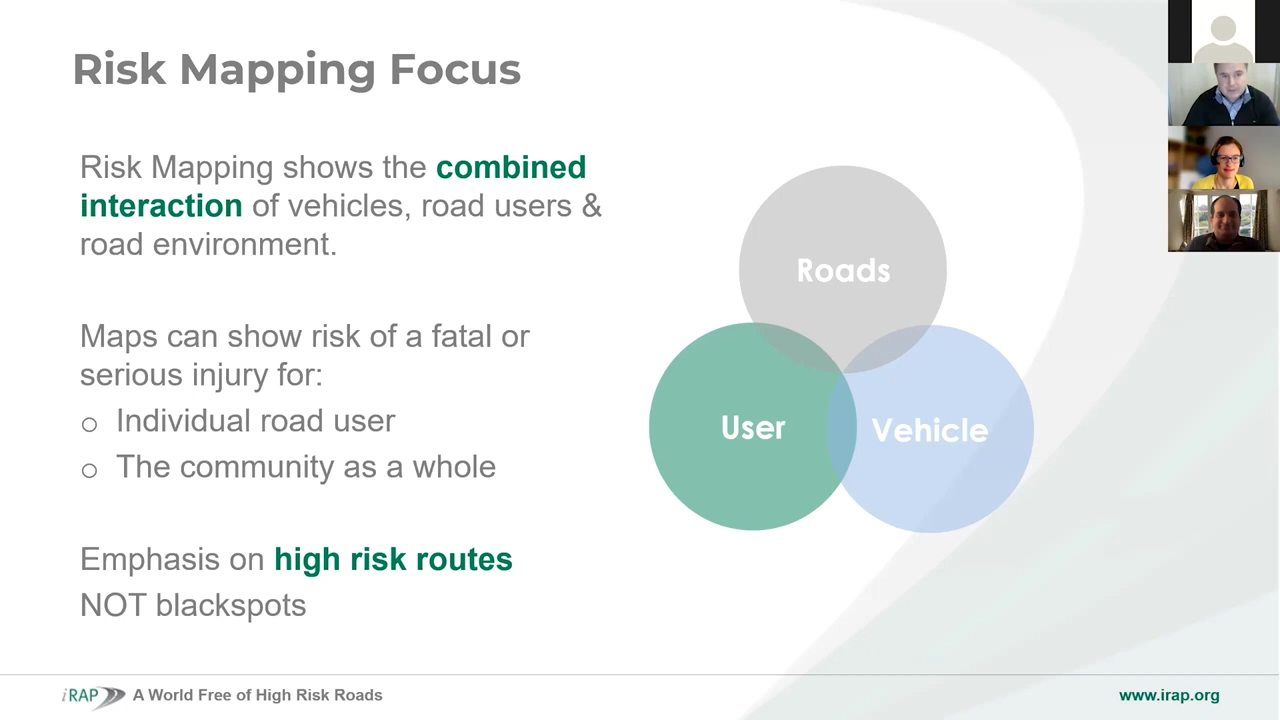 Risk Mapping Focus
Risk Mapping shows the combined
interaction of vehicles, road users &
road environment.
Maps can show risk of a fatal or
serious injury for:
o Individual road user
o The community as a whole
Emphasis on high risk routes
NOT blackspots
Roads
User
Vehicle
iRAP A World Free of High Risk Roads
www.irap.org